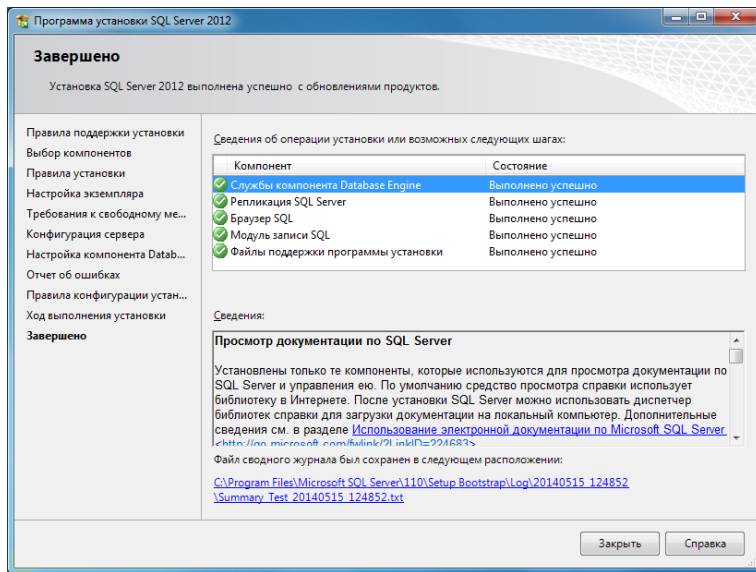 Программа установки SQL Server 2012
Завершено
Установка SQL Server 2012 выполнена успешно с обновлениями продуктов.
Правила поддержки установки
Выбор компонентов
Правила установки
Настройка экземпляра
Требования к свободному ме...
Конфигурация сервера
Настройка компонента Datab...
Отчет об ошибках
Правила конфигурации устан...
Ход выполнения установки
Завершено
Сведения об операции установки или возможных следующих шагах:
Компонент Состояние
Службы компонента Database Engine Выполнено успешно
Репликация SQL Server Выполнено успешно
Браузер SQL Выполнено успешно
Модуль записи SQL Выполнено успешно
Файлы поддержки программы установки Выполнено успешно
Сведения:
Просмотр документации по SQL Server
Установлены только те компоненты, которые используются для просмотра документации по
SQL Server и управления ею. По умолчанию средство просмотра справки использует
библиотеку в Интернете. После установки SQL Server можно использовать диспетчер
библиотек справки для загрузки документации на локальный компьютер. Дополнительные
сведения см. в разделе Использование электронной документации по Microsoft SQL Server
<http://go.microsoft.com/fwlink/?LinkID=224683>.
Файл сводного журнала был сохранен в следующем расположении:
C:\Program Files\Microsoft SQL Server\110\Setup Bootstrap\Log\20140515_124852
\Summary_Test_20140515_124852.txt
Закрыть
Справка